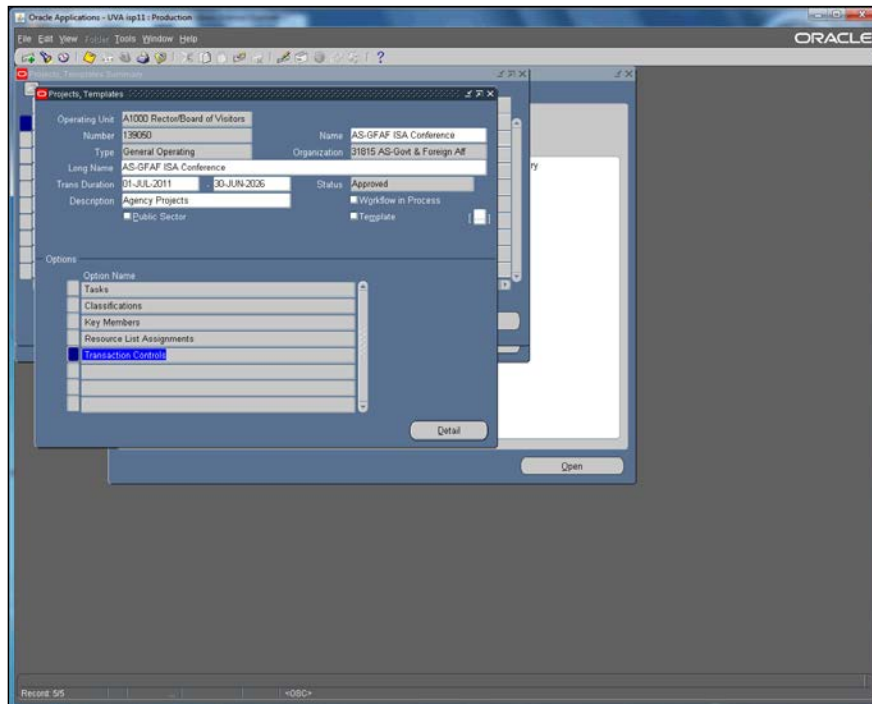 Oracle Applications - UVA isp11 : Production
File Edit View Folder Tools Window Help
ORACLE
Projects, Templates Summary
Projects, Templates
Operating Unit A1000 Rector/Board of Visitors
Number 139050 Name AS-GFAF ISA Conference
Type General Operating Organization 31815 AS-Govt & Foreign Aff
Long Name AS-GFAF ISA Conference
Trans Duration 01-JUL-2011 - 30-JUN-2026 Status Approved
Description Agency Projects Workflow in Process
Public Sector Template [ ]
Options
Option Name
Tasks
Classifications
Key Members
Resource List Assignments
Transaction Controls
Detail
Open
Record: 5/5 ... <OSC>